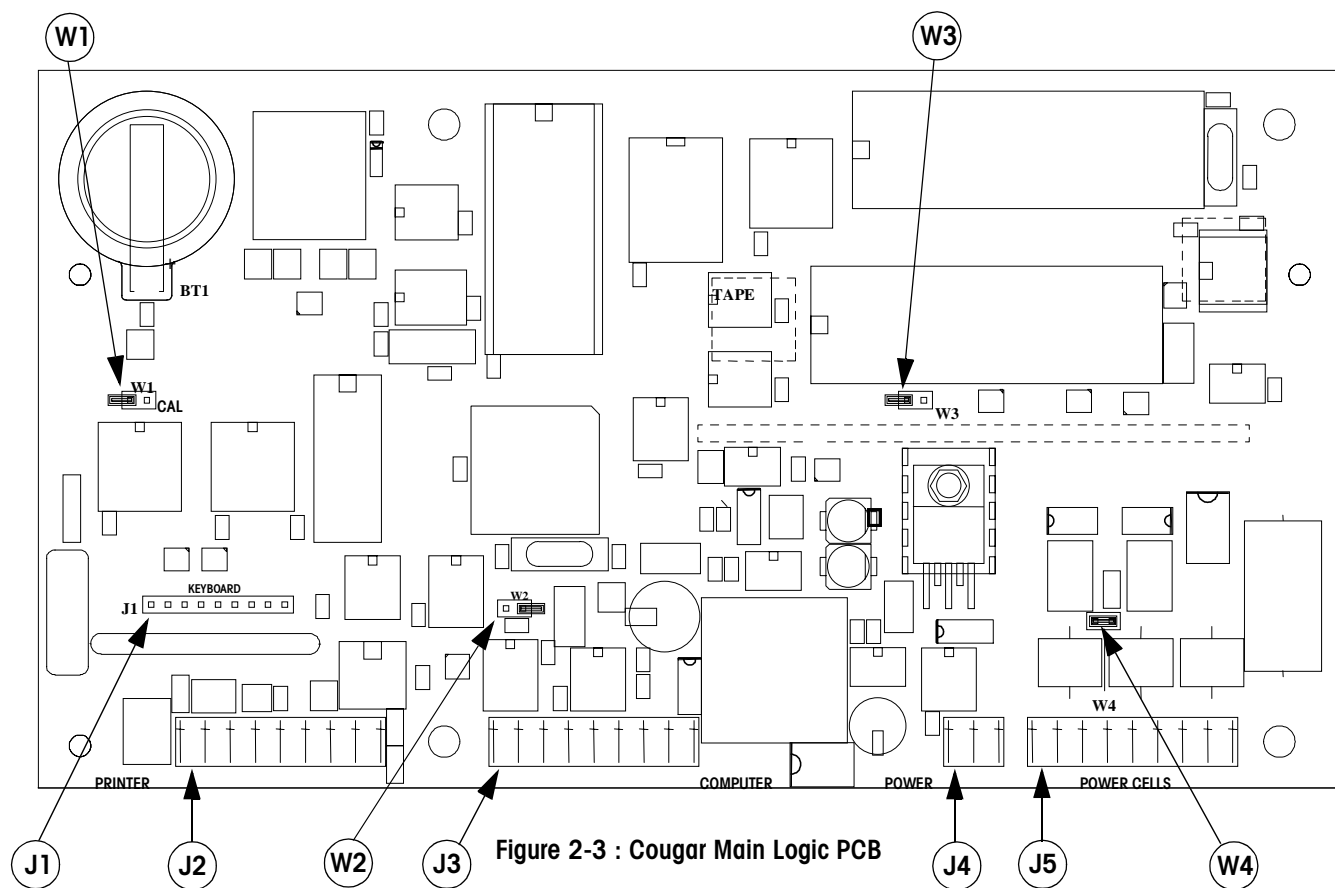 W1
W3
BT1
TAPE
W1
CAL
W3
KEYBOARD
J1
W2
W4
PRINTER
COMPUTER
POWER
POWER CELLS
J1
J2
W2
J3
Figure 2-3 : Cougar Main Logic PCB
J4
J5
W4